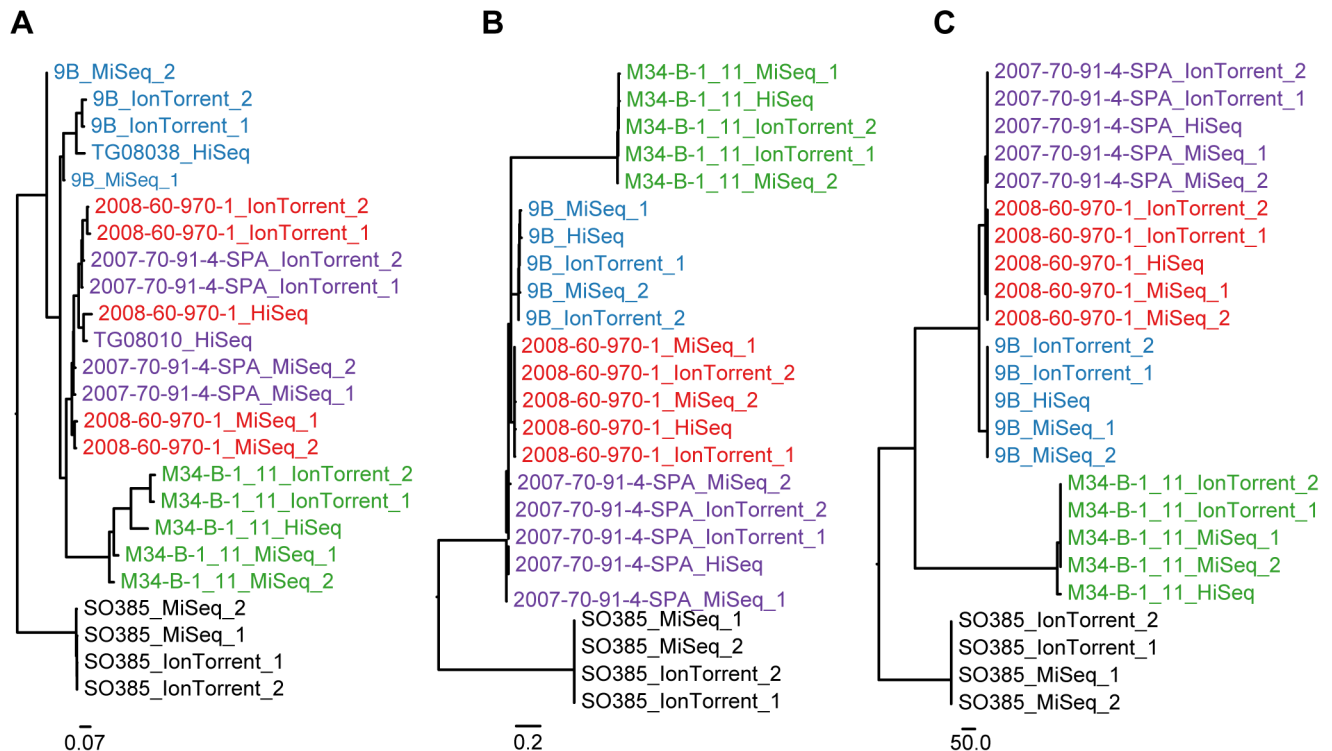 A
9B_MiSeq_2
9B_IonTorrent_2
9B_IonTorrent_1
TG08038_HiSeq
9B_MiSeq_1
2008-60-970-1_IonTorrent_2
2008-60-970-1_IonTorrent_1
2007-70-91-4-SPA_IonTorrent_2
2007-70-91-4-SPA_IonTorrent_1
2008-60-970-1_HiSeq
TG08010_HiSeq
2007-70-91-4-SPA_MiSeq_2
2007-70-91-4-SPA_MiSeq_1
2008-60-970-1_MiSeq_1
2008-60-970-1_MiSeq_2
M34-B-1_11_IonTorrent_2
M34-B-1_11_IonTorrent_1
M34-B-1_11_HiSeq
M34-B-1_11_MiSeq_1
M34-B-1_11_MiSeq_2
SO385_MiSeq_2
SO385_MiSeq_1
SO385_IonTorrent_1
SO385_IonTorrent_2
0.07
B
M34-B-1_11_MiSeq_1
M34-B-1_11_HiSeq
M34-B-1_11_IonTorrent_2
M34-B-1_11_IonTorrent_1
M34-B-1_11_MiSeq_2
9B_MiSeq_1
9B_HiSeq
9B_IonTorrent_1
9B_MiSeq_2
9B_IonTorrent_2
2008-60-970-1_MiSeq_1
2008-60-970-1_IonTorrent_2
2008-60-970-1_MiSeq_2
2008-60-970-1_HiSeq
2008-60-970-1_IonTorrent_1
2007-70-91-4-SPA_MiSeq_2
2007-70-91-4-SPA_IonTorrent_2
2007-70-91-4-SPA_IonTorrent_1
2007-70-91-4-SPA_HiSeq
2007-70-91-4-SPA_MiSeq_1
SO385_MiSeq_1
SO385_MiSeq_2
SO385_IonTorrent_2
SO385_IonTorrent_1
0.2
C
2007-70-91-4-SPA_IonTorrent_2
2007-70-91-4-SPA_IonTorrent_1
2007-70-91-4-SPA_HiSeq
2007-70-91-4-SPA_MiSeq_1
2007-70-91-4-SPA_MiSeq_2
2008-60-970-1_IonTorrent_2
2008-60-970-1_IonTorrent_1
2008-60-970-1_HiSeq
2008-60-970-1_MiSeq_1
2008-60-970-1_MiSeq_2
9B_IonTorrent_2
9B_IonTorrent_1
9B_HiSeq
9B_MiSeq_1
9B_MiSeq_2
M34-B-1_11_IonTorrent_2
M34-B-1_11_IonTorrent_1
M34-B-1_11_MiSeq_1
M34-B-1_11_MiSeq_2
M34-B-1_11_HiSeq
SO385_IonTorrent_2
SO385_IonTorrent_1
SO385_MiSeq_1
SO385_MiSeq_2
50.0